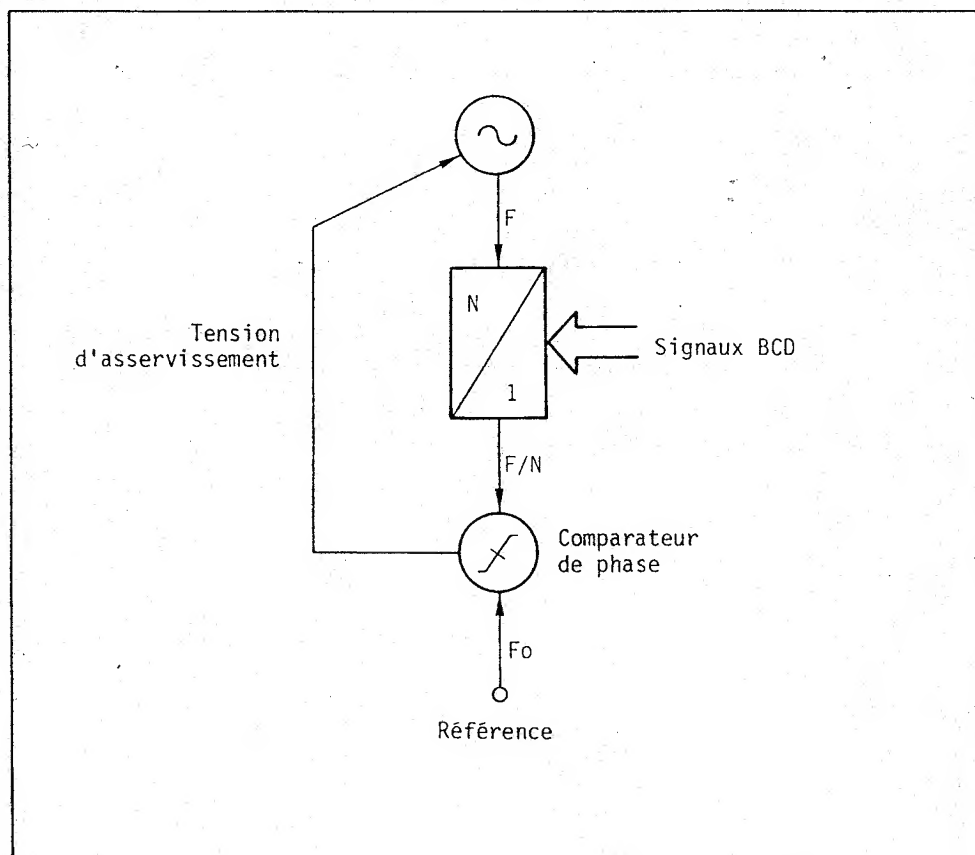 F
N
1
Tension
d'asservissement
Signaux BCD
F/N
Comparateur
de phase
Fo
Référence